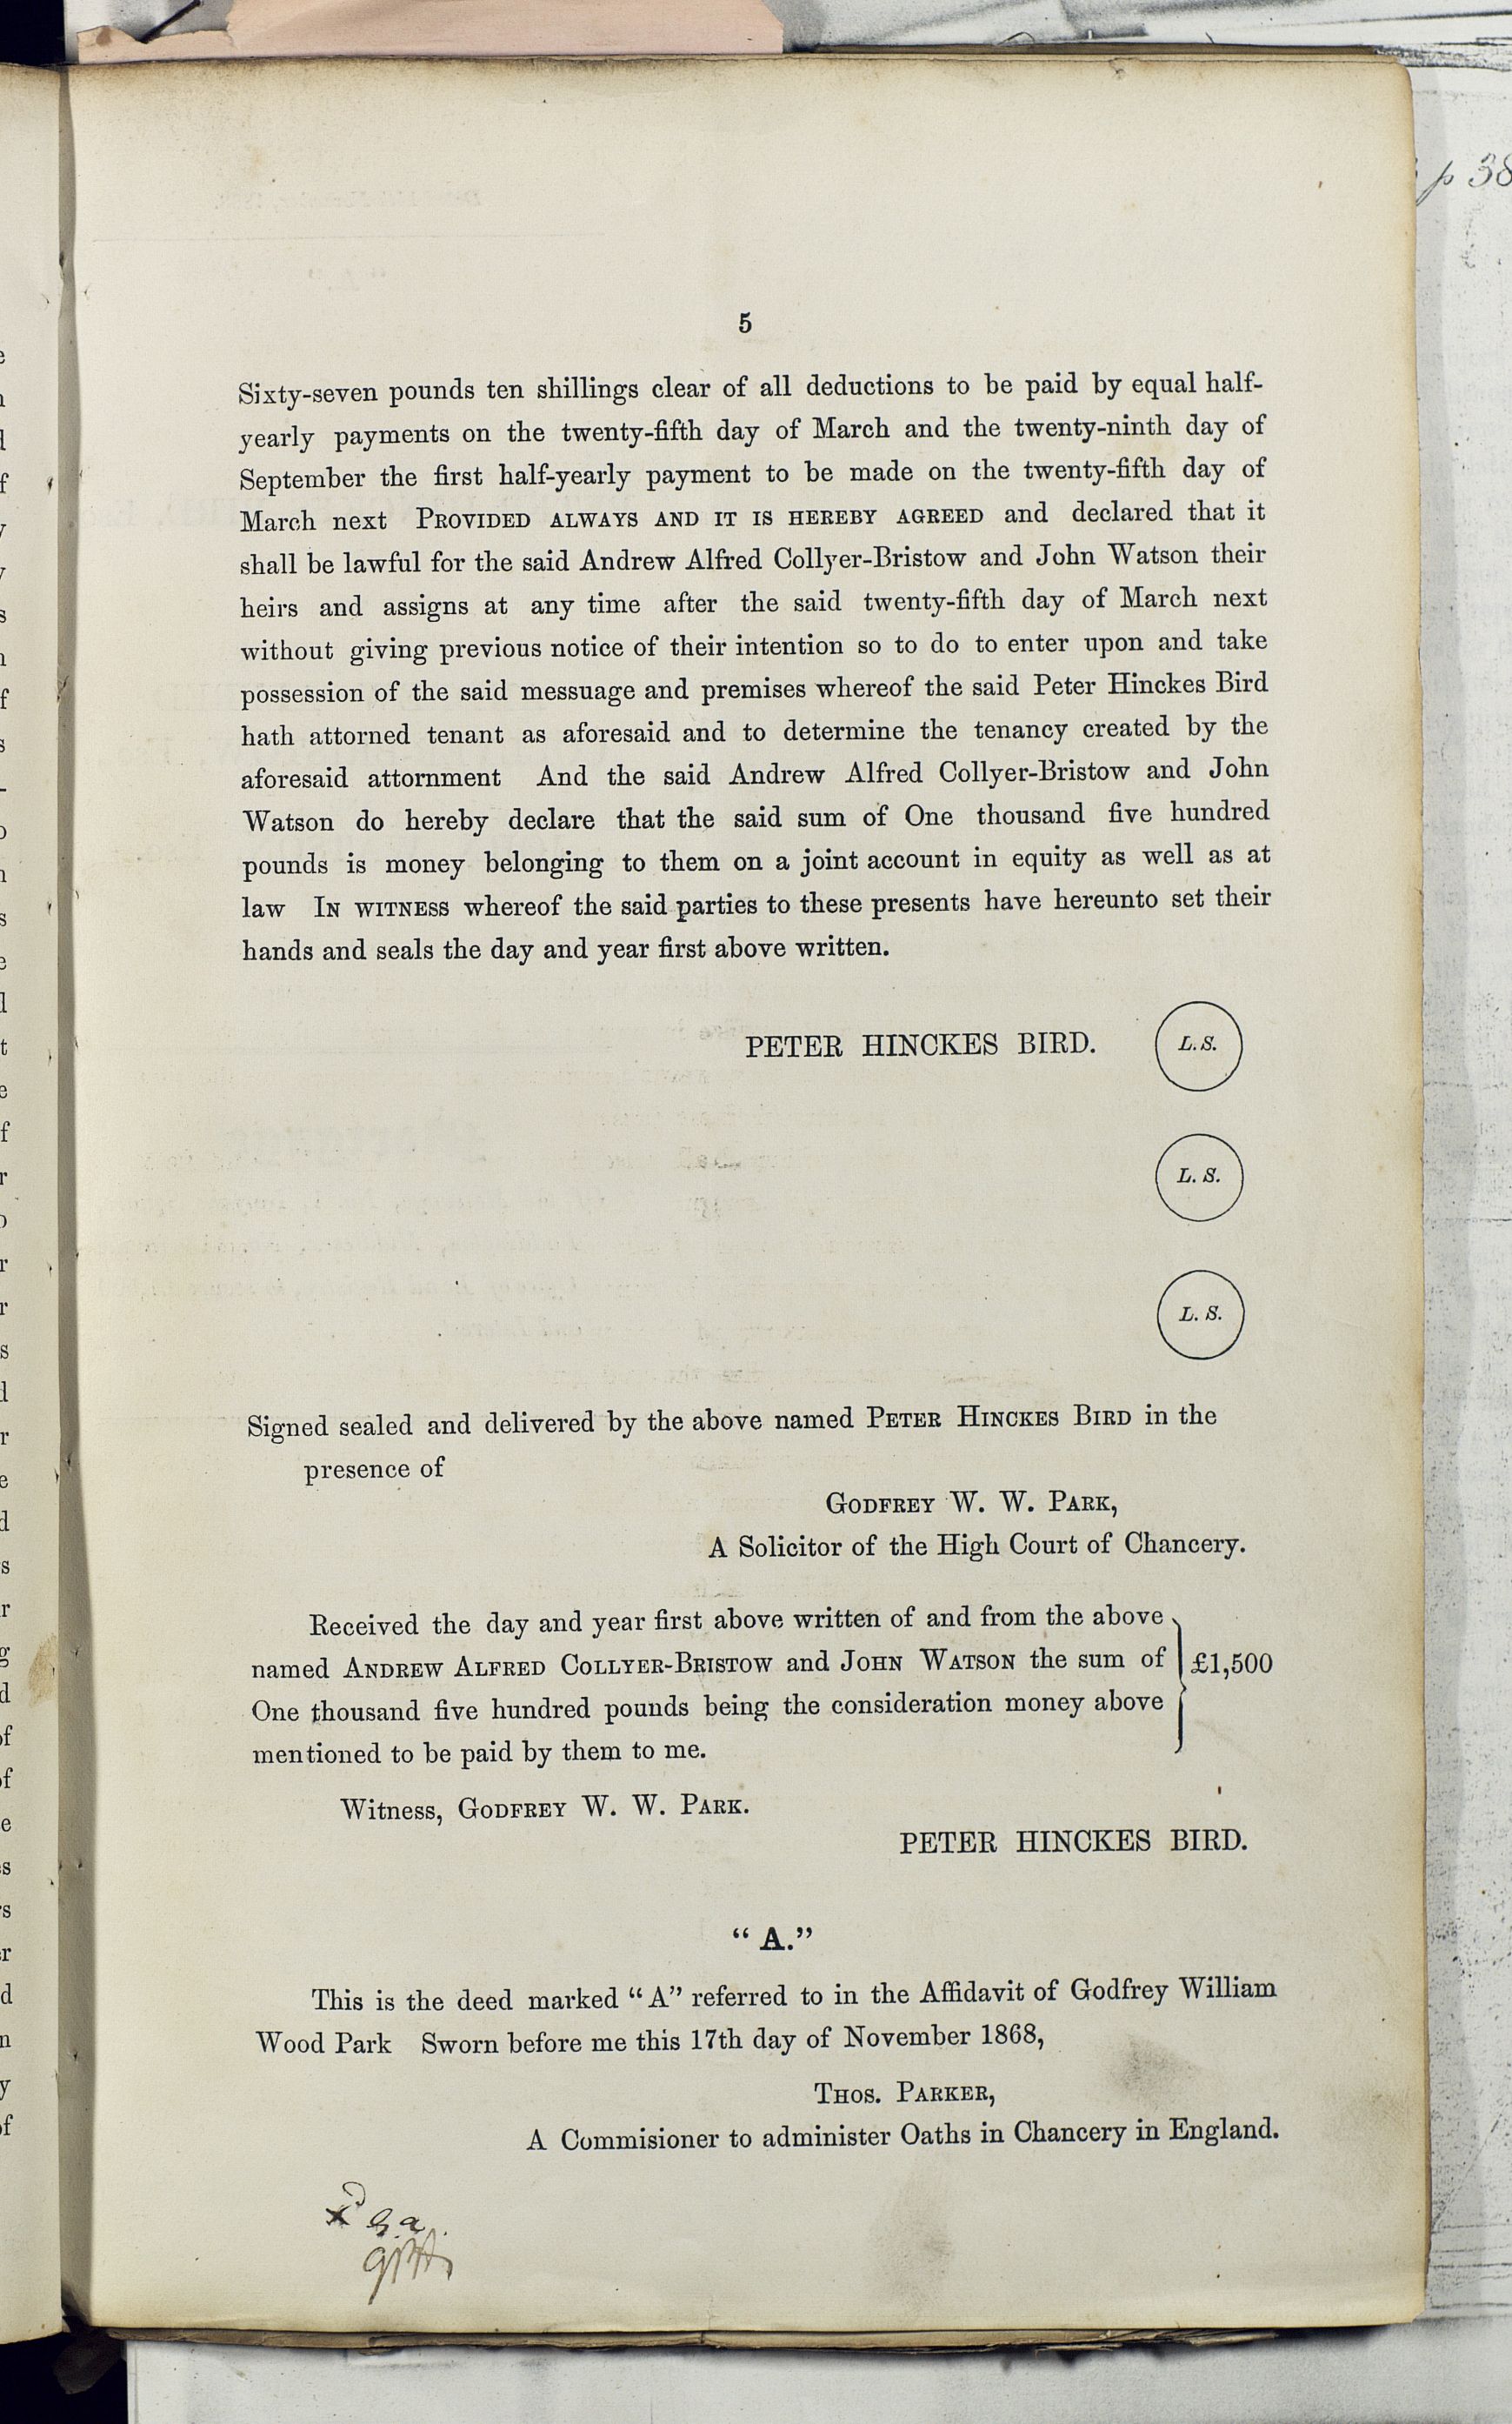 p 38
5
Sixty-seven pounds ten shillings clear of all deductions to be paid by equal half-
yearly payments on the twenty-fifth day of March and the twenty-ninth day of
September the first half-yearly payment to be made on the twenty-fifth day of
March next PROVIDED ALWAYS AND IT IS HEREBY AGREED and declared that it
shall be lawful for the said Andrew Alfred Collyer-Bristow and John Watson their
heirs and assigns at any time after the said twenty-fifth day of March next
without giving previous notice of their intention so to do to enter upon and take
possession of the said messuage and premises whereof the said Peter Hinckes Bird
hath attorned tenant as aforesaid and to determine the tenancy created by the
aforesaid attornment And the said Andrew Alfred Collyer-Bristow and John
Watson do hereby declare that the said sum of One thousand five hundred
pounds is money belonging to them on a joint account in equity as well as at
law IN WITNESS whereof the said parties to these presents have hereunto set their
hands and seals the day and year first above written.
PETER HINCKES BIRD. L.S.
L. S.
L. S.
Signed sealed and delivered by the above named PETER HINCKES BIRD in the
presence of
GODFREY W. W. PARK,
A Solicitor of the High Court of Chancery.
Received the day and year first above written of and from the above
named ANDREW ALFRED COLLYER-BRISTOW and JOHN WATSON the sum of £1,500
One thousand five hundred pounds being the consideration money above
mentioned to be paid by them to me.
Witness, GODFREY W. W. PARK.
PETER HINCKES BIRD.
“ A.”
This is the deed marked “A” referred to in the Affidavit of Godfrey William
Wood Park Sworn before me this 17th day of November 1868,
THOS. PARKER,
A Commisioner to administer Oaths in Chancery in England.